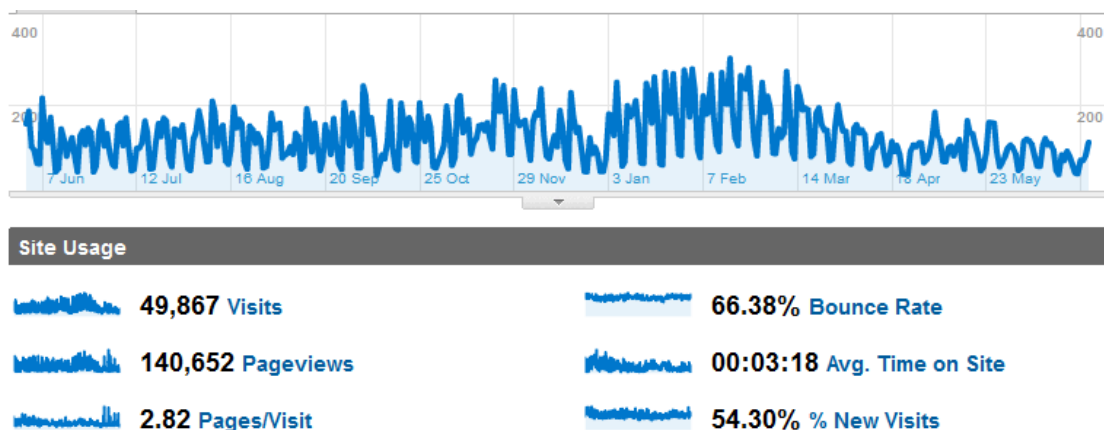 400 400
200 200
7 Jun 12 Jul 16 Aug 20 Sep 25 Oct 29 Nov 3 Jan 7 Feb 14 Mar 18 Apr 23 May
Site Usage
49,867 Visits 66.38% Bounce Rate
140,652 Pageviews 00:03:18 Avg. Time on Site
2.82 Pages/Visit 54.30% % New Visits